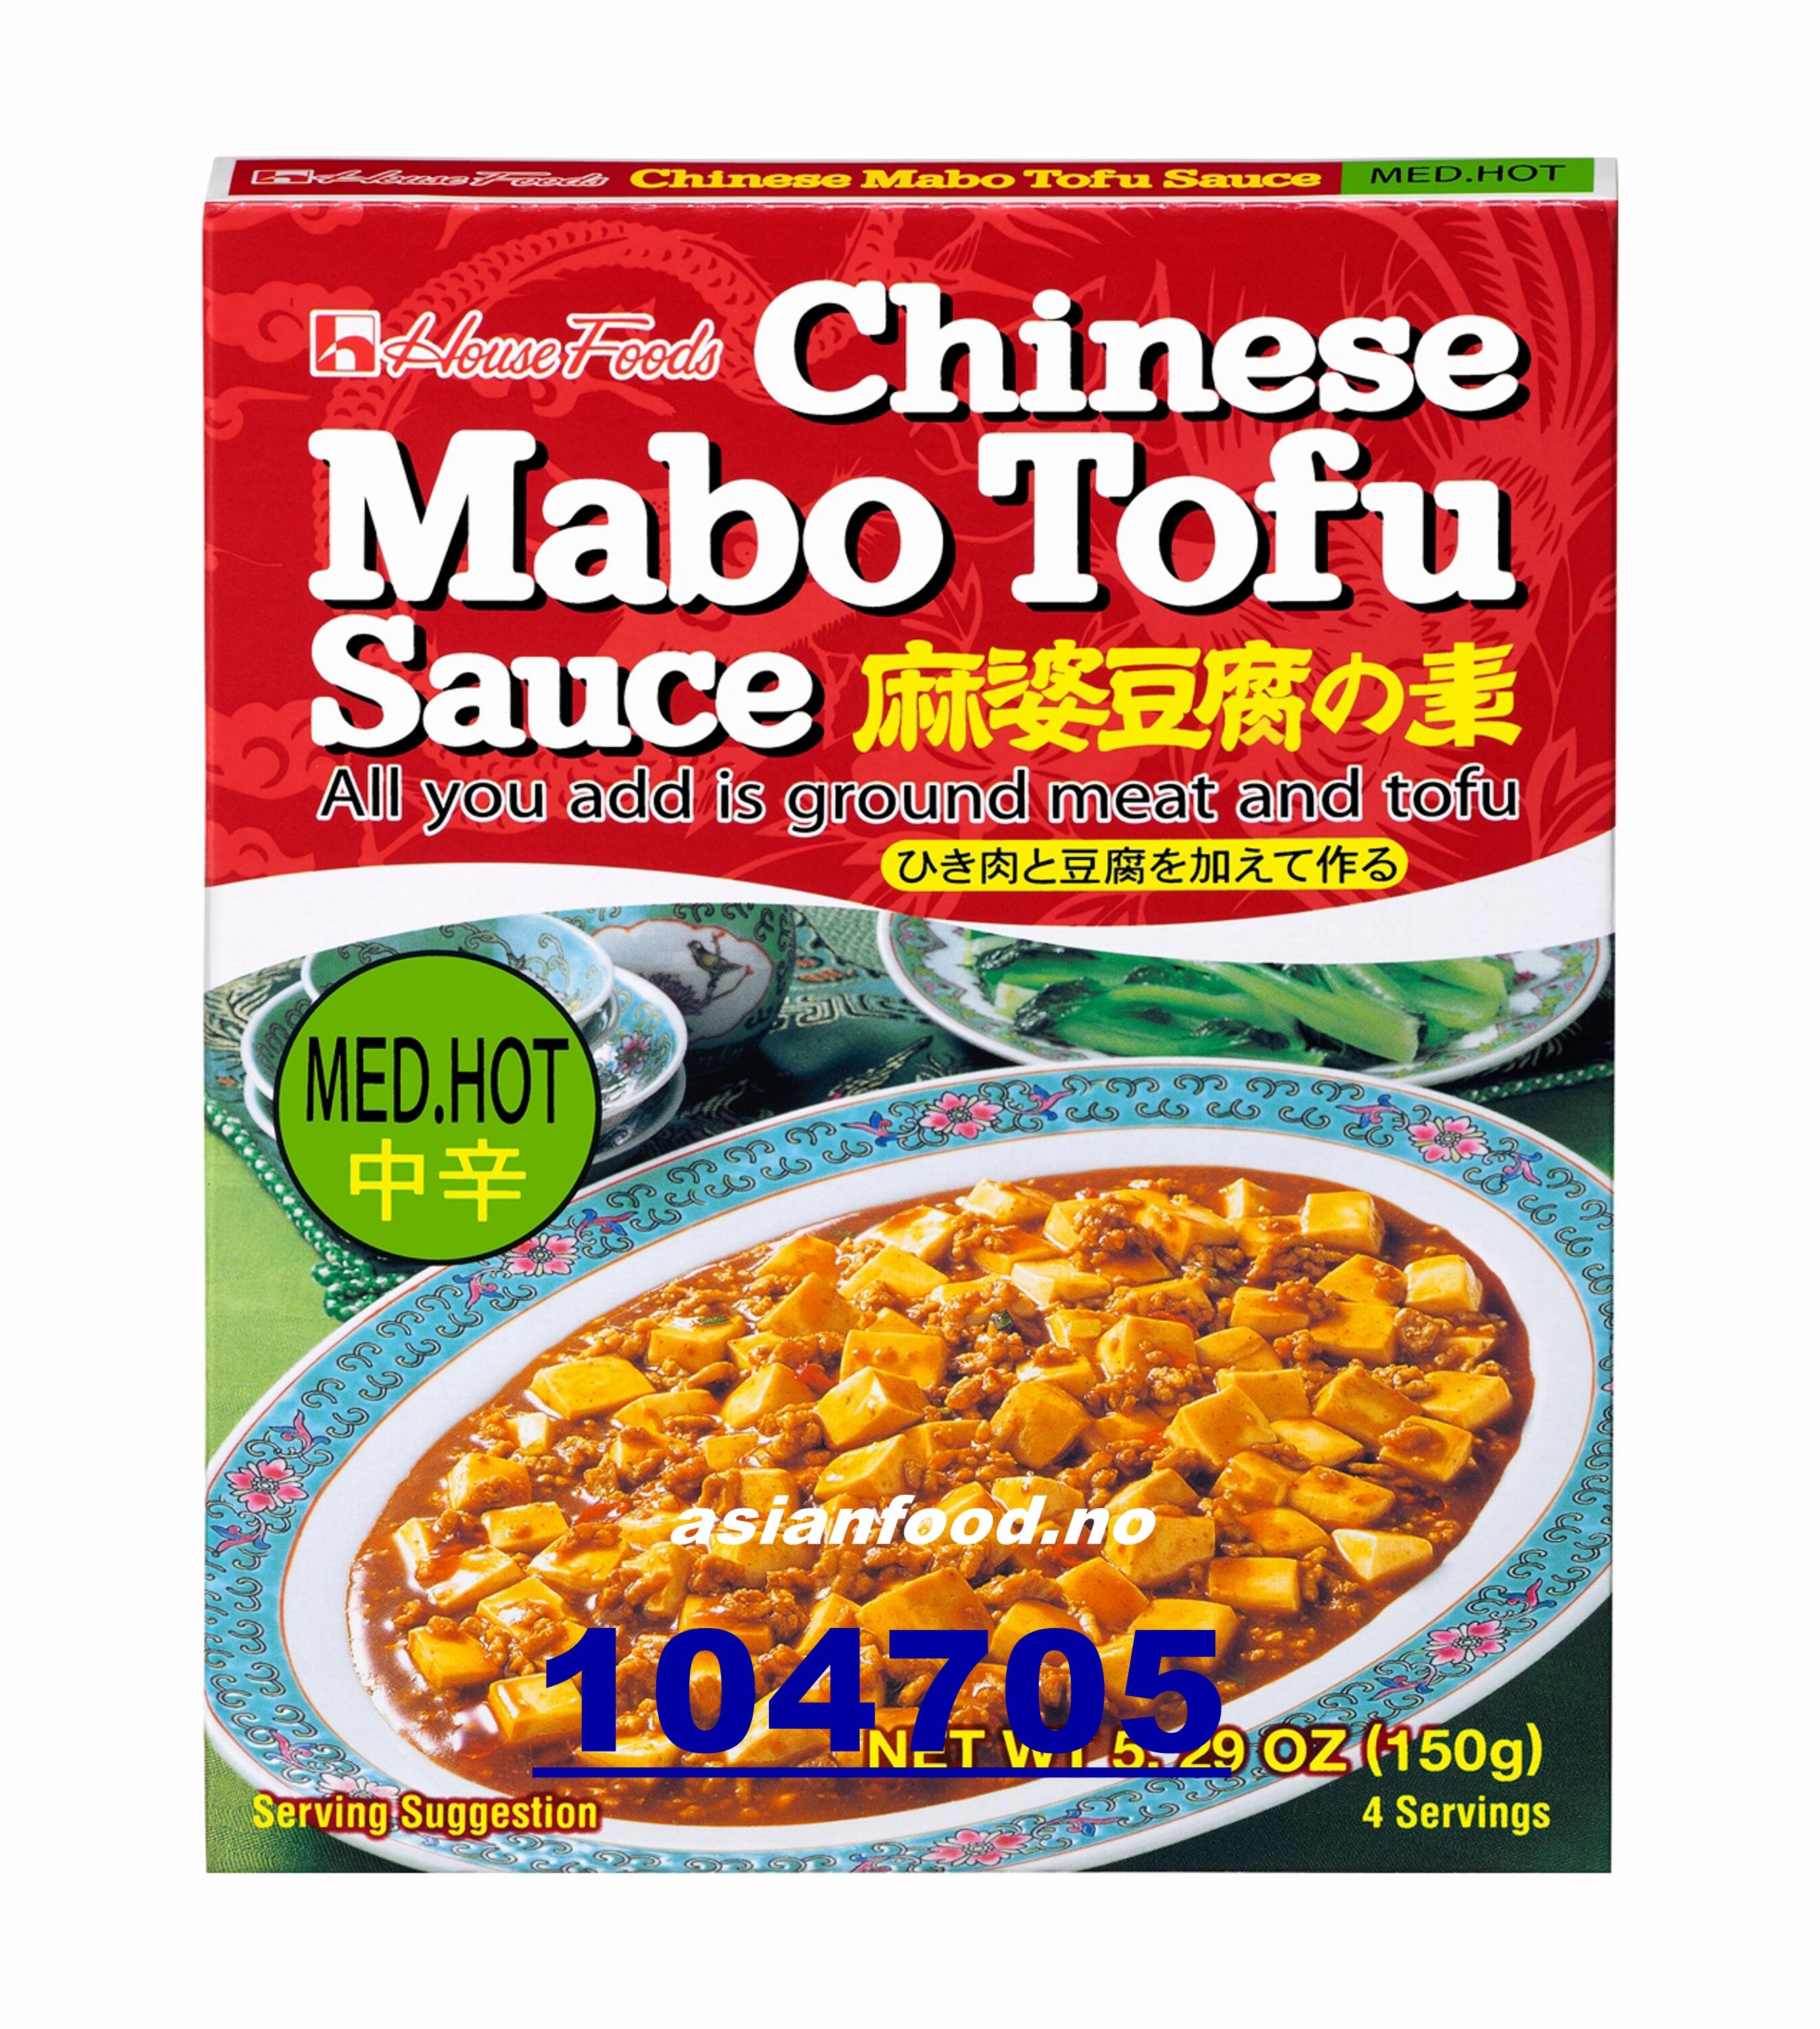 House Foods Chinese Mabo Tofu Sauce MED.HOT
House Foods Chinese
Mabo Tofu
Sauce 麻婆豆腐の素
All you add is ground meat and tofu
ひき肉と豆腐を加えて作る
MED.HOT
中辛
asianfood.no
104705
NET WT 5.29 OZ (150g)
Serving Suggestion
4 Servings